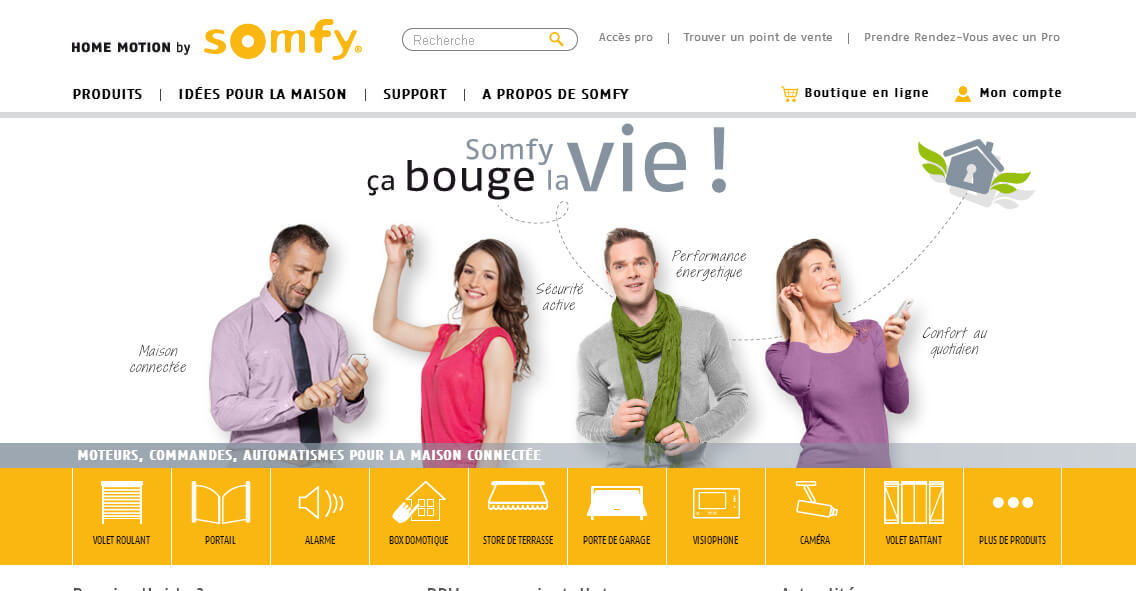 HOME MOTION by somfy®
Recherche
Accès pro | Trouver un point de vente | Prendre Rendez-Vous avec un Pro
PRODUITS | IDÉES POUR LA MAISON | SUPPORT | A PROPOS DE SOMFY
Boutique en ligne
Mon compte
Somfy
ça bouge la vie !
Performance
énergetique
Sécurité
active
Confort au
quotidien
Maison
connectée
MOTEURS, COMMANDES, AUTOMATISMES POUR LA MAISON CONNECTÉE
VOLET ROULANT
PORTAIL
ALARME
BOX DOMOTIQUE
STORE DE TERRASSE
PORTE DE GARAGE
VISIOPHONE
CAMÉRA
VOLET BATTANT
PLUS DE PRODUITS